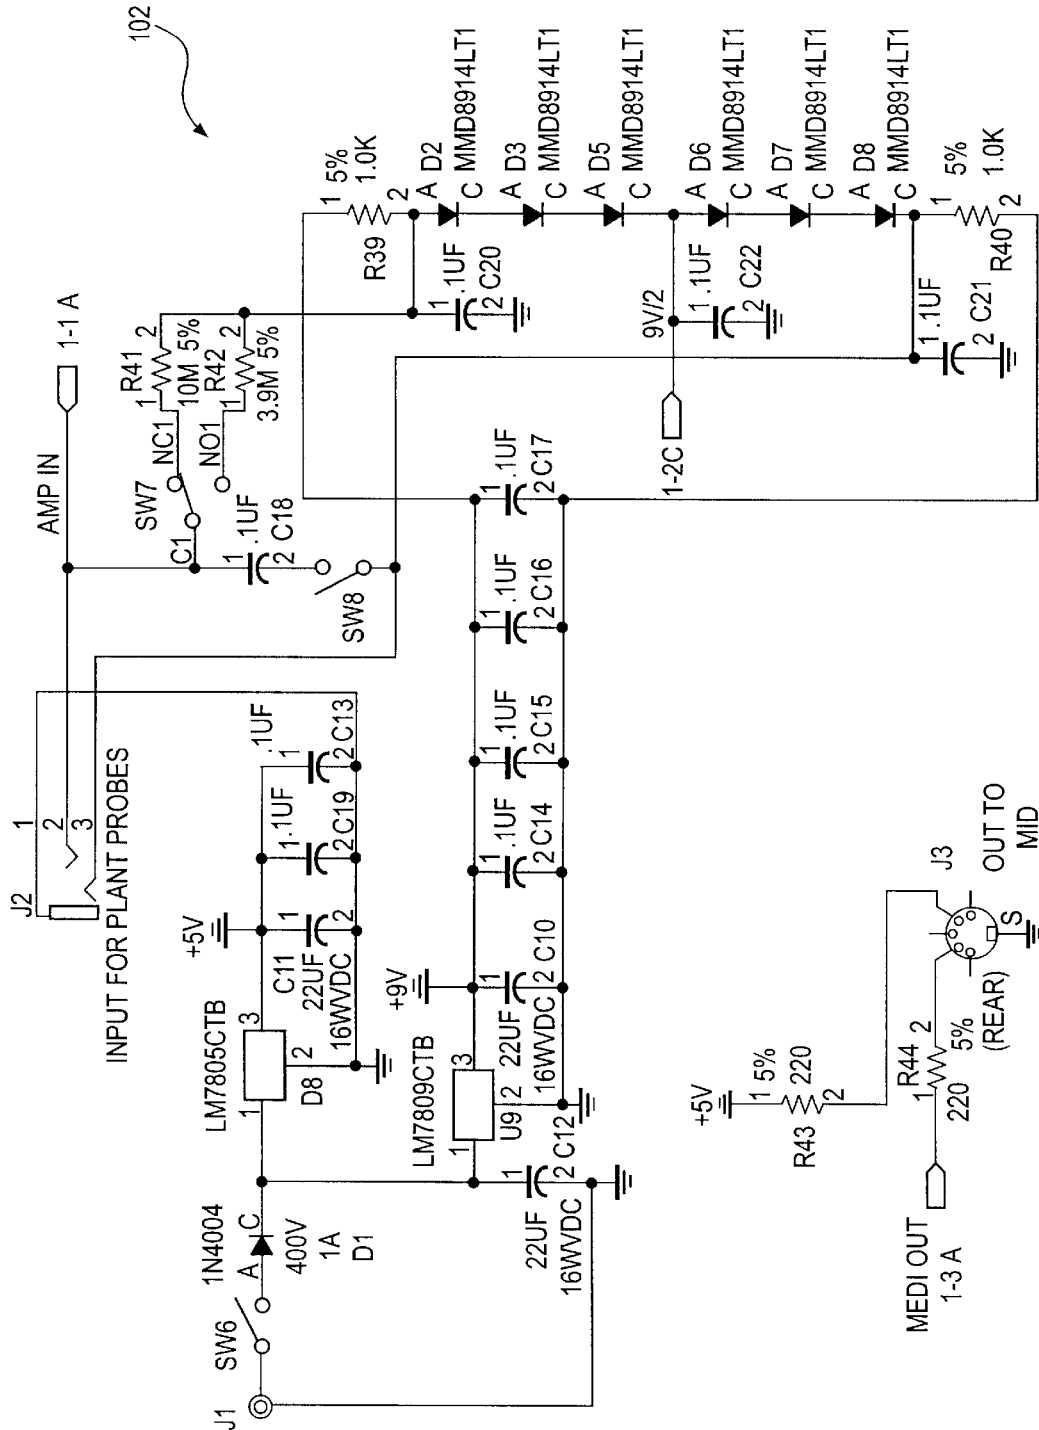 102
J2
1
2
3
INPUT FOR PLANT PROBES
AMP IN
1-1 A
SW7
C1
NC1
NO1
1 R41 2
10M 5%
1 R42 2
3.9M 5%
1 .1UF
2 C18
SW8
1 5%
2 1.0K
R39
A D2
C MMD8914LT1
A D3
C MMD8914LT1
A D5
C MMD8914LT1
A D6
C MMD8914LT1
A D7
C MMD8914LT1
A D8
C MMD8914LT1
1 5%
2 1.0K
R40
1 .1UF
2 C20
9V/2
1 .1UF
2 C22
1 .1UF
2 C21
1-2C
J1
SW6
1N4004
A C
400V
1A
D1
LM7805CTB
1 3
2
D8
+5V
C11 1
22UF 2
16WVDC
1 .1UF
2 C19
.1UF
1
2 C13
LM7809CTB
1 3
U9 2
+9V
22UF 1
16WVDC 2 C10
1 .1UF
2 C14
1 .1UF
2 C15
1 .1UF
2 C16
1 .1UF
2 C17
22UF 1
16WVDC 2 C12
+5V
1 5%
220
R43 2
MEDI OUT
1-3 A
1 R44 2
220 5%
(REAR)
S
J3
OUT TO
MID